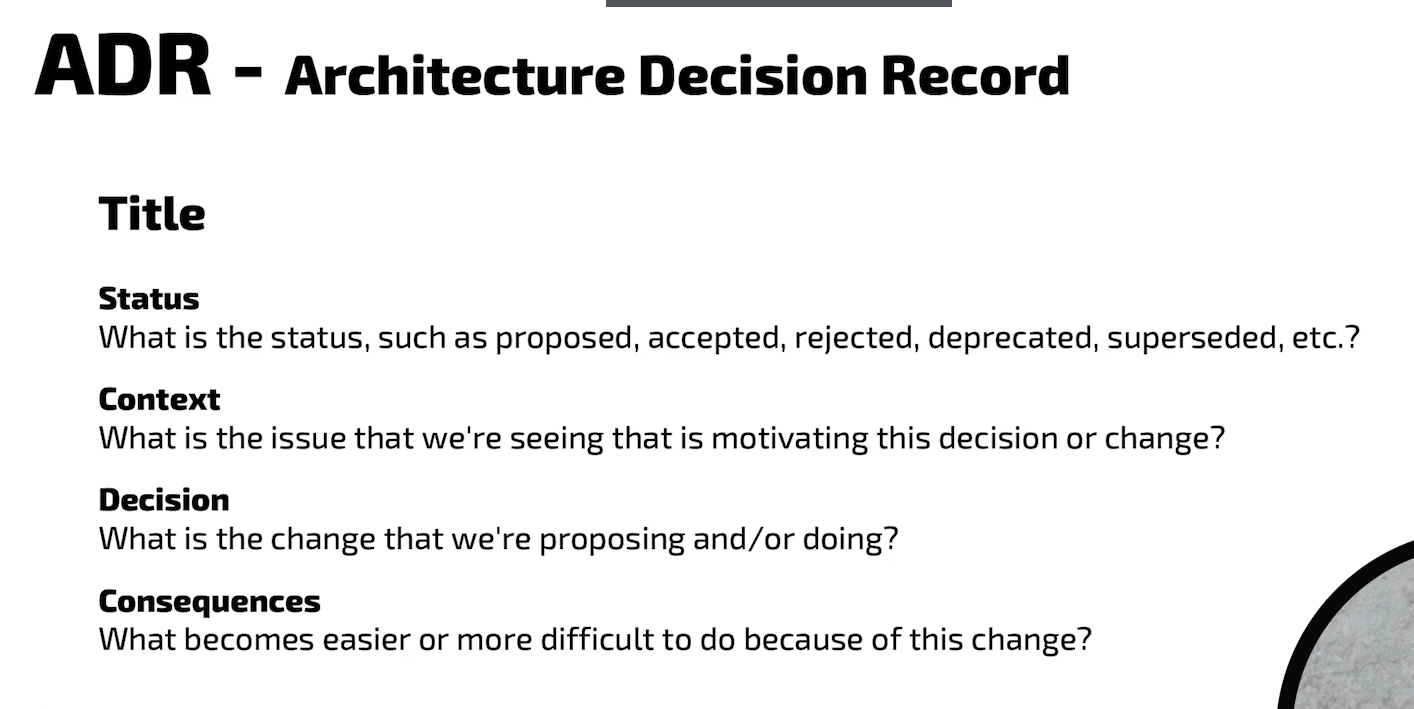 ADR - Architecture Decision Record
Title
Status
What is the status, such as proposed, accepted, rejected, deprecated, superseded, etc.?
Context
What is the issue that we're seeing that is motivating this decision or change?
Decision
What is the change that we're proposing and/or doing?
Consequences
What becomes easier or more difficult to do because of this change?